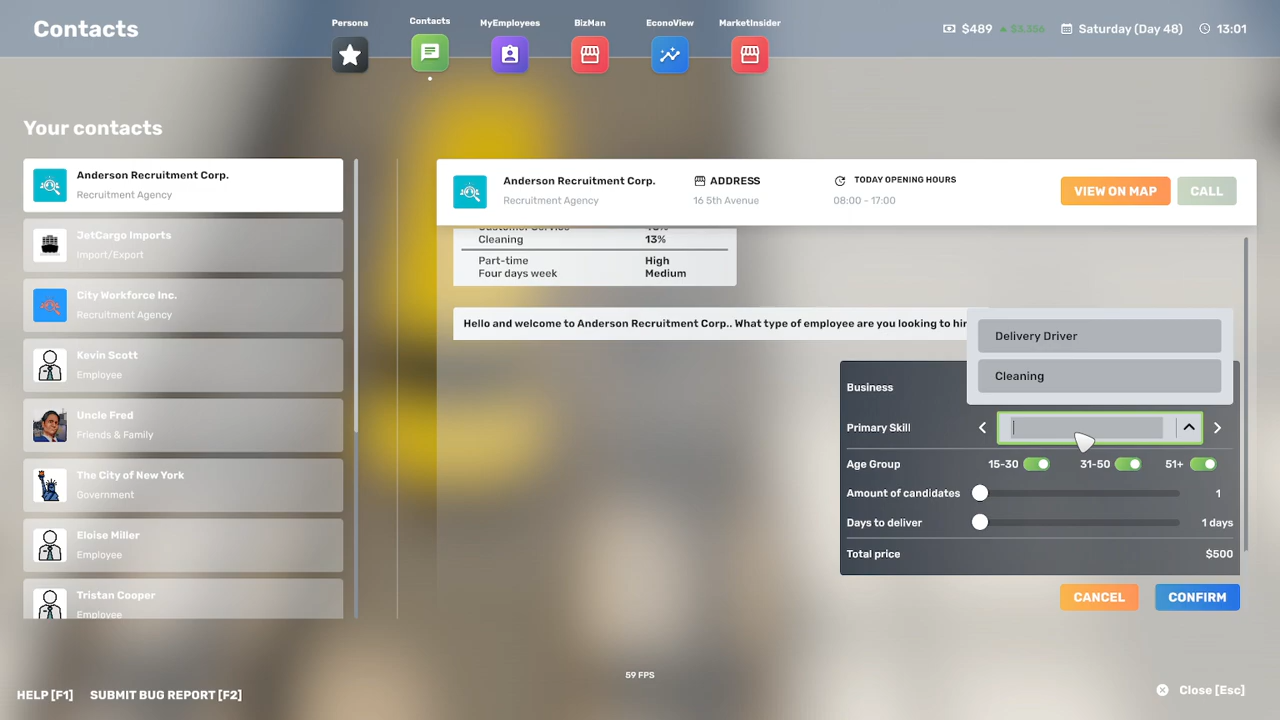 Contacts
Persona
Contacts
MyEmployees
BizMan
EconoView
MarketInsider
$489 ▲ $3,356
Saturday (Day 48)
13:01
Your contacts
Anderson Recruitment Corp.
Recruitment Agency
JetCargo Imports
Import/Export
City Workforce Inc.
Recruitment Agency
Kevin Scott
Employee
Uncle Fred
Friends & Family
The City of New York
Government
Eloise Miller
Employee
Tristan Cooper
Employee
Anderson Recruitment Corp.
Recruitment Agency
ADDRESS
16 5th Avenue
TODAY OPENING HOURS
08:00 - 17:00
VIEW ON MAP
CALL
Customer Service
Cleaning 13%
Part-time High
Four days week Medium
Hello and welcome to Anderson Recruitment Corp.. What type of employee are you looking to hir
Delivery Driver
Cleaning
Business
Primary Skill
Age Group 15-30 31-50 51+
Amount of candidates 1
Days to deliver 1 days
Total price $500
CANCEL
CONFIRM
59 FPS
HELP [F1]
SUBMIT BUG REPORT [F2]
Close [Esc]